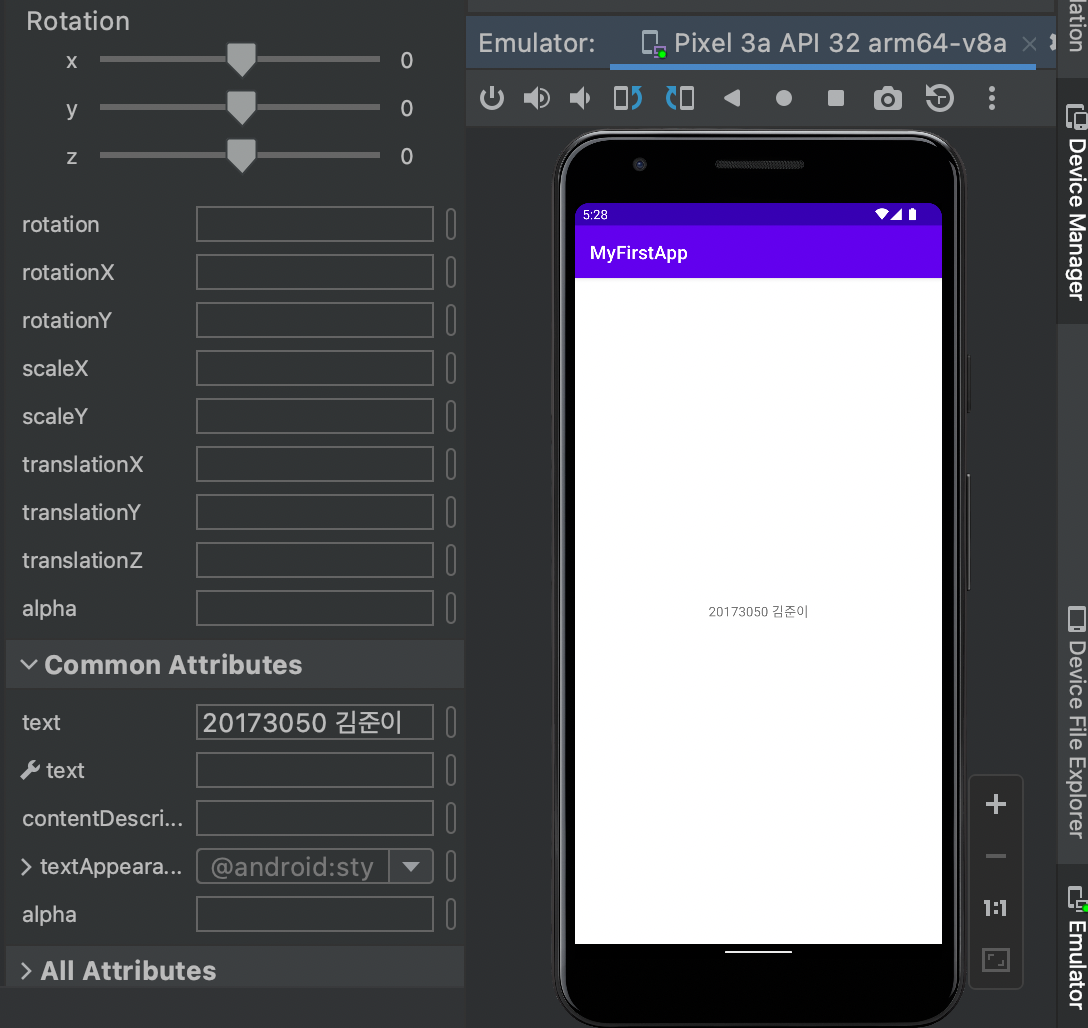 Rotation
x 0
y 0
z 0
rotation
rotationX
rotationY
scaleX
scaleY
translationX
translationY
translationZ
alpha
Common Attributes
text 20173050 김준이
text
contentDescri...
textAppeara... @android:sty
alpha
All Attributes
Emulator: Pixel 3a API 32 arm64-v8a
5:28
MyFirstApp
20173050 김준이
1:1
Device Manager
Device File Explorer
Emulator